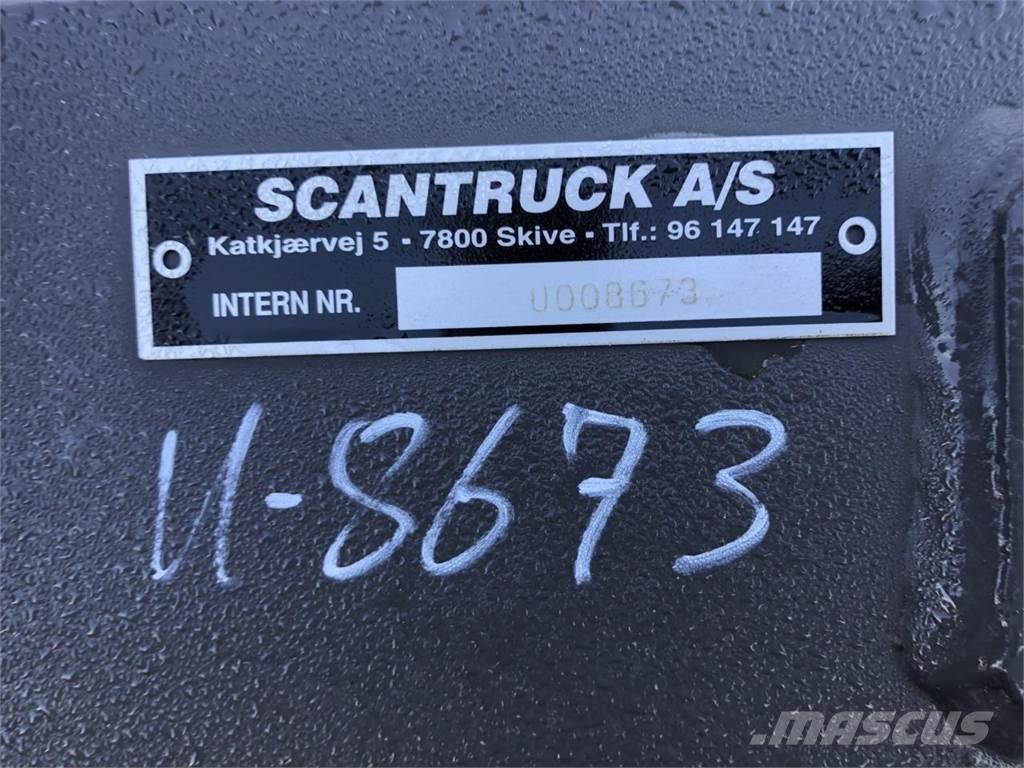 SCANTRUCK A/S
Katkjærvej 5 - 7800 Skive - Tlf.: 96 147 147
INTERN NR. U008673
U-8673
MASCUS